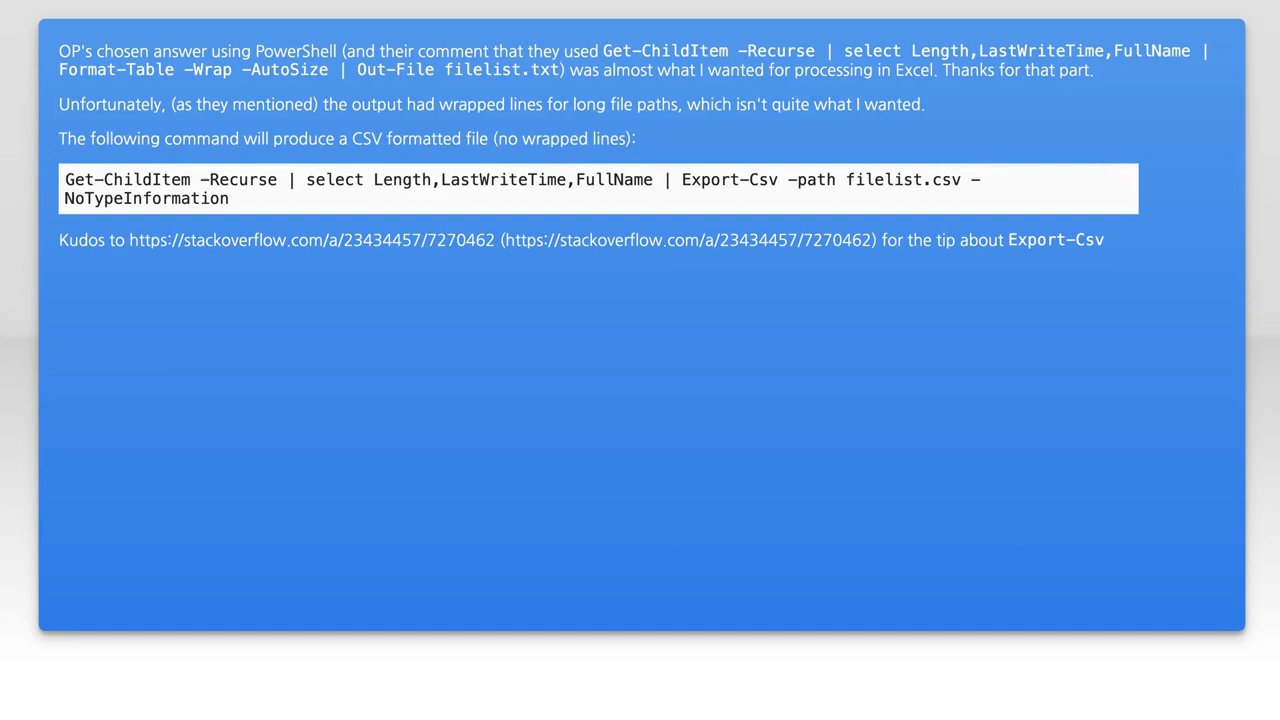 OP's chosen answer using PowerShell (and their comment that they used Get-ChildItem -Recurse | select Length,LastWriteTime,FullName |
Format-Table -Wrap -AutoSize | Out-File filelist.txt) was almost what I wanted for processing in Excel. Thanks for that part.
Unfortunately, (as they mentioned) the output had wrapped lines for long file paths, which isn't quite what I wanted.
The following command will produce a CSV formatted file (no wrapped lines):
Get-ChildItem -Recurse | select Length,LastWriteTime,FullName | Export-Csv -path filelist.csv -
NoTypeInformation
Kudos to https://stackoverflow.com/a/23434457/7270462 (https://stackoverflow.com/a/23434457/7270462) for the tip about Export-Csv